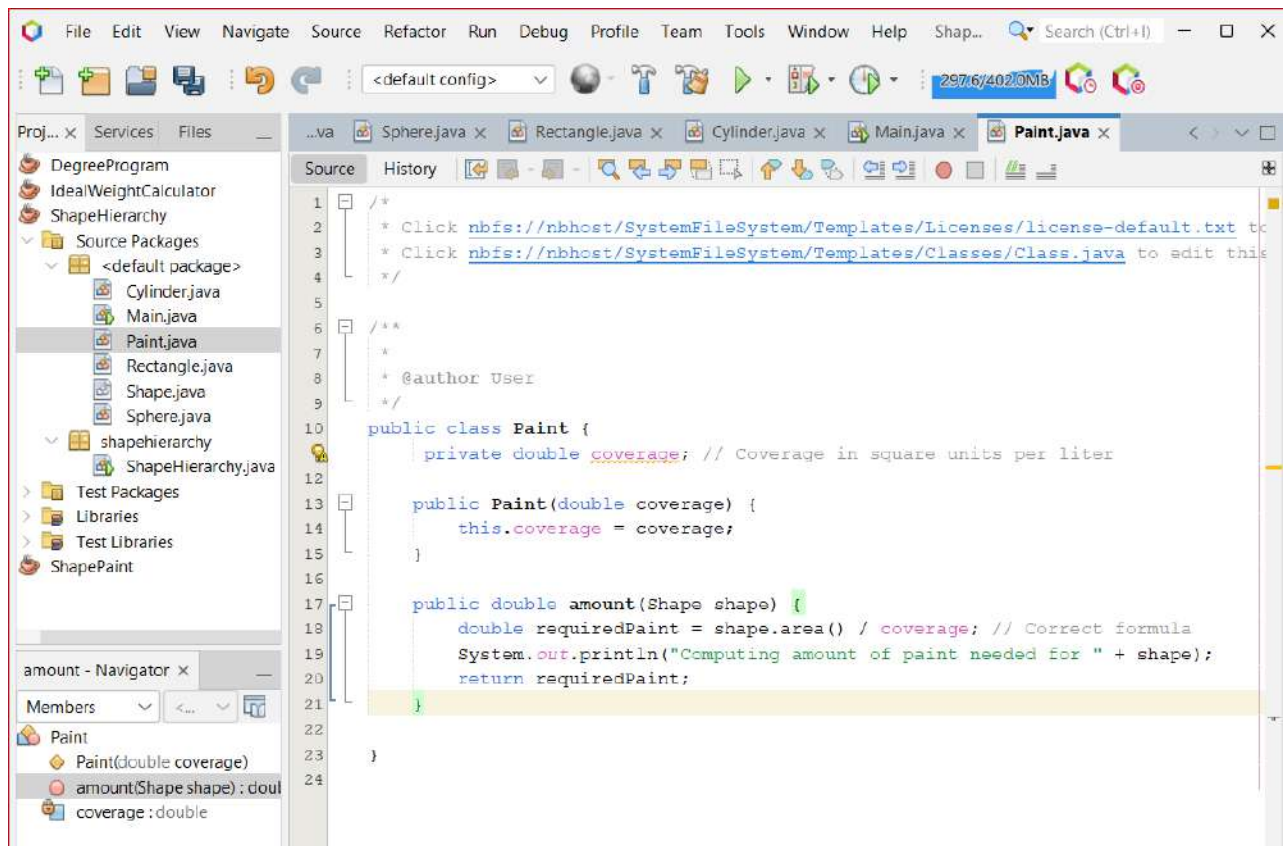 File Edit View Navigate Source Refactor Run Debug Profile Team Tools Window Help Shap... Search (Ctrl+I)
<default config> 297.6/402.0MB
Proj... Services Files
...va Sphere.java Rectangle.java Cylinder.java Main.java Paint.java
Source History
DegreeProgram
IdealWeightCalculator
ShapeHierarchy
Source Packages
<default package>
Cylinder.java
Main.java
Paint.java
Rectangle.java
Shape.java
Sphere.java
shapehierarchy
ShapeHierarchy.java
Test Packages
Libraries
Test Libraries
ShapePaint
amount - Navigator
Members <...
Paint
Paint(double coverage)
amount(Shape shape) : doul
coverage : double
1 /*
2 * Click nbfs://nbhost/SystemFileSystem/Templates/Licenses/license-default.txt to
3 * Click nbfs://nbhost/SystemFileSystem/Templates/Classes/Class.java to edit this
4 */
5
6 /**
7 *
8 * @author User
9 */
10 public class Paint {
private double coverage; // Coverage in square units per liter
12
13 public Paint(double coverage) {
14 this.coverage = coverage;
15 }
16
17 public double amount(Shape shape) {
18 double requiredPaint = shape.area() / coverage; // Correct formula
19 System.out.println("Computing amount of paint needed for " + shape);
20 return requiredPaint;
21 }
22
23 }
24